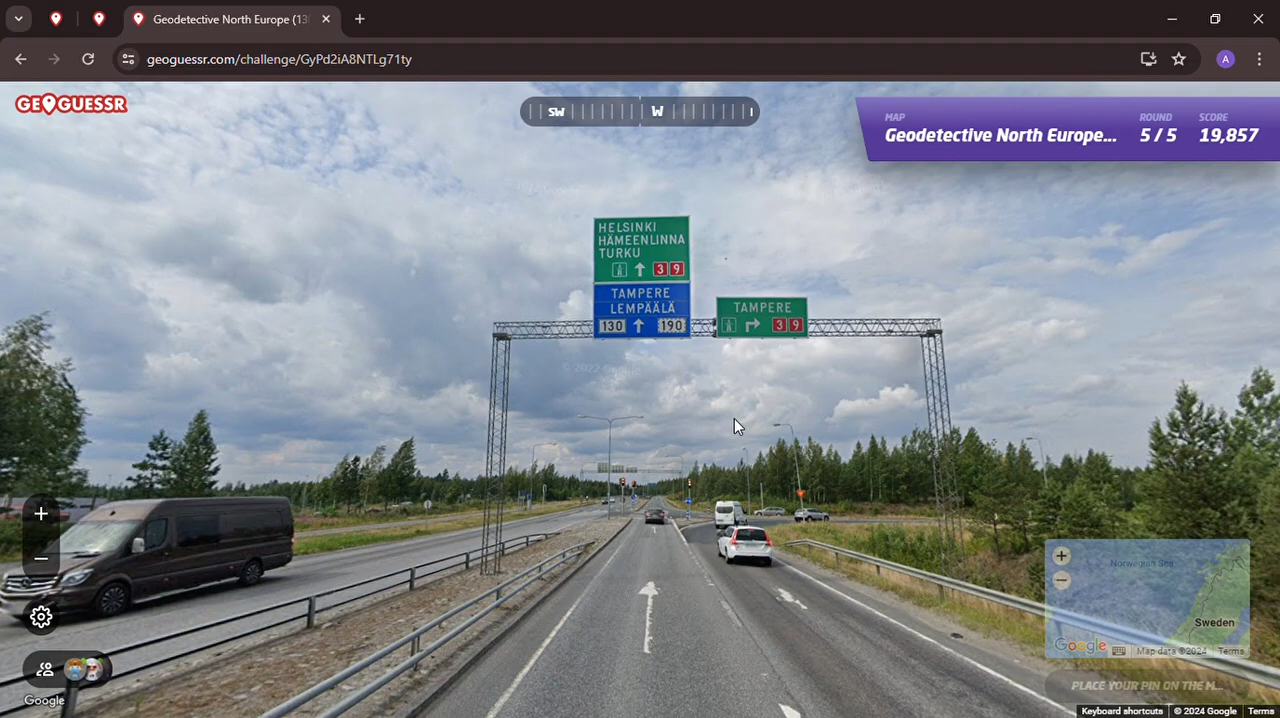 Geodetective North Europe (13
geoguessr.com/challenge/GyPd2iA8NTLg71ty
A
GEOGUESSR
SW W
MAP
Geodetective North Europe...
ROUND
5 / 5
SCORE
19,857
HELSINKI
HÄMEENLINNA
TURKU
3 9
TAMPERE
LEMPÄÄLÄ
130 190
TAMPERE
3 9
© 2022 Google
Norwegian Sea
Sweden
Google
Map data ©2024 Terms
PLACE YOUR PIN ON THE M...
Google
Keyboard shortcuts © 2024 Google Terms